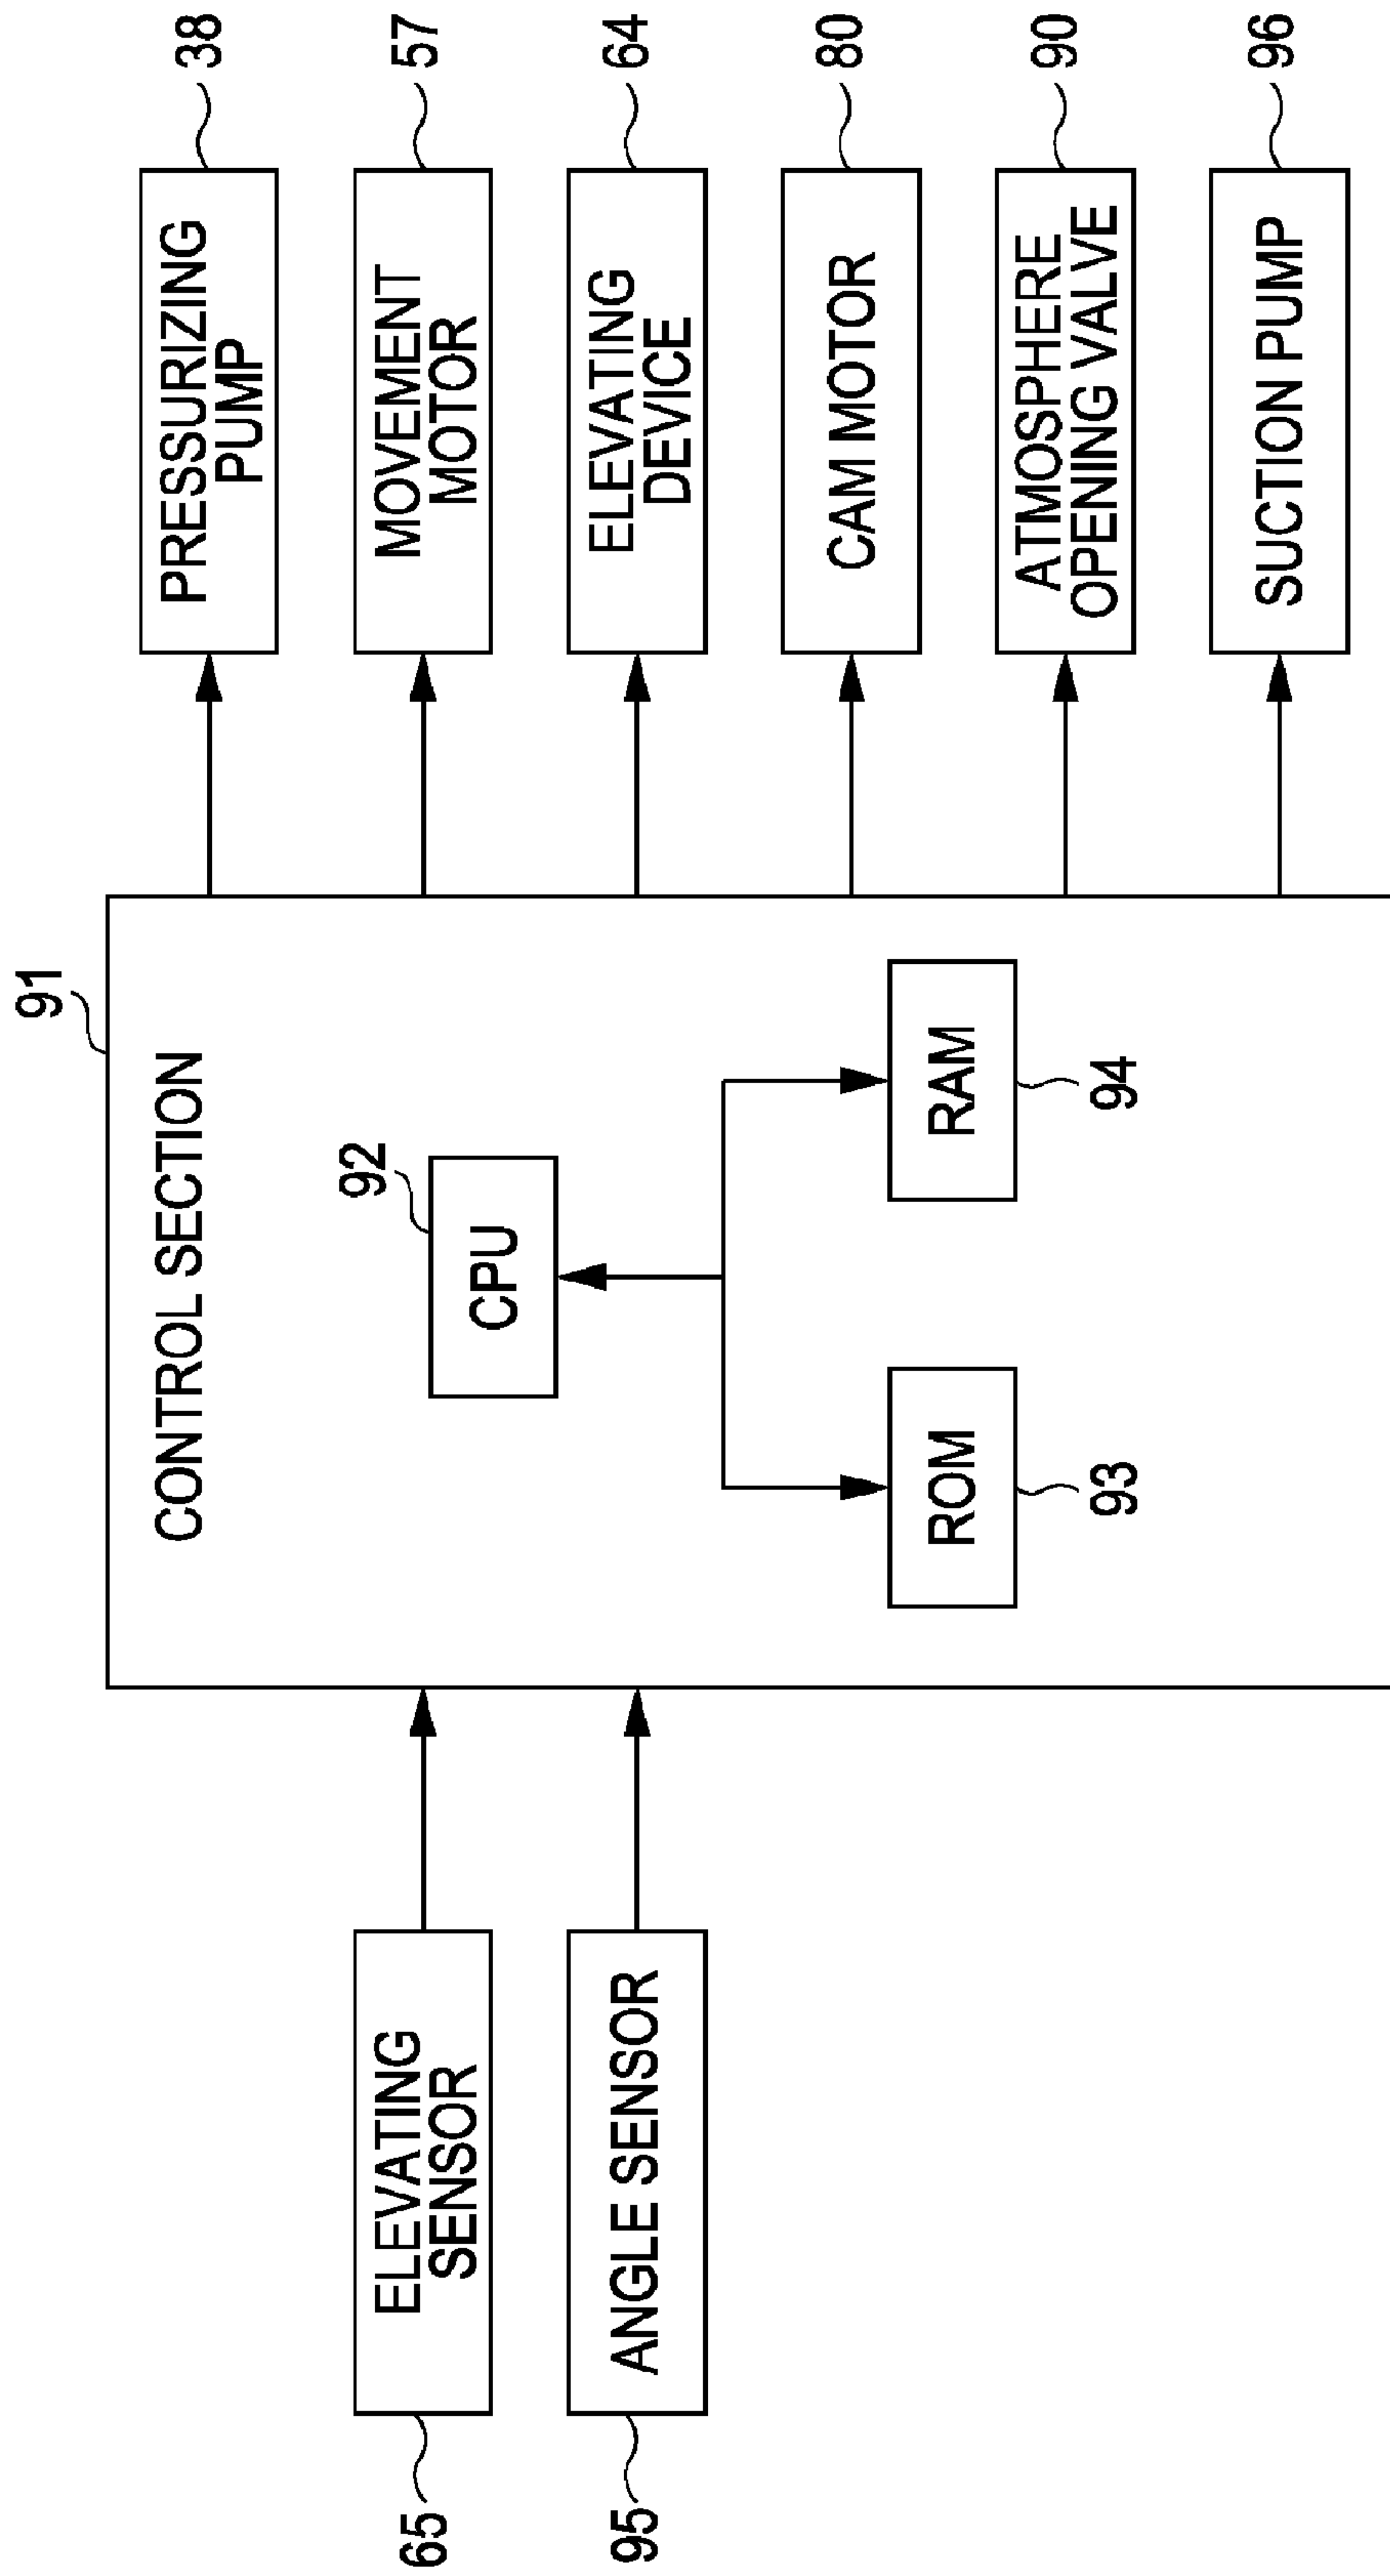 91
CONTROL SECTION
65
ELEVATING
SENSOR
95
ANGLE SENSOR
92
CPU
ROM
93
RAM
94
PRESSURIZING
PUMP
38
MOVEMENT
MOTOR
57
ELEVATING
DEVICE
64
CAM MOTOR
80
ATMOSPHERE
OPENING VALVE
90
SUCTION PUMP
96